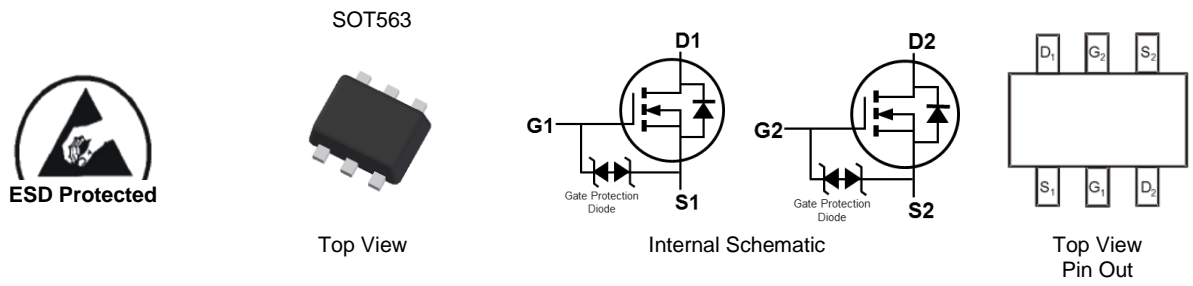 SOT563
ESD Protected
Top View
D1
G1
Gate Protection
Diode
S1
D2
G2
Gate Protection
Diode
S2
Internal Schematic
D₁ G₂ S₂
S₁ G₁ D₂
Top View
Pin Out